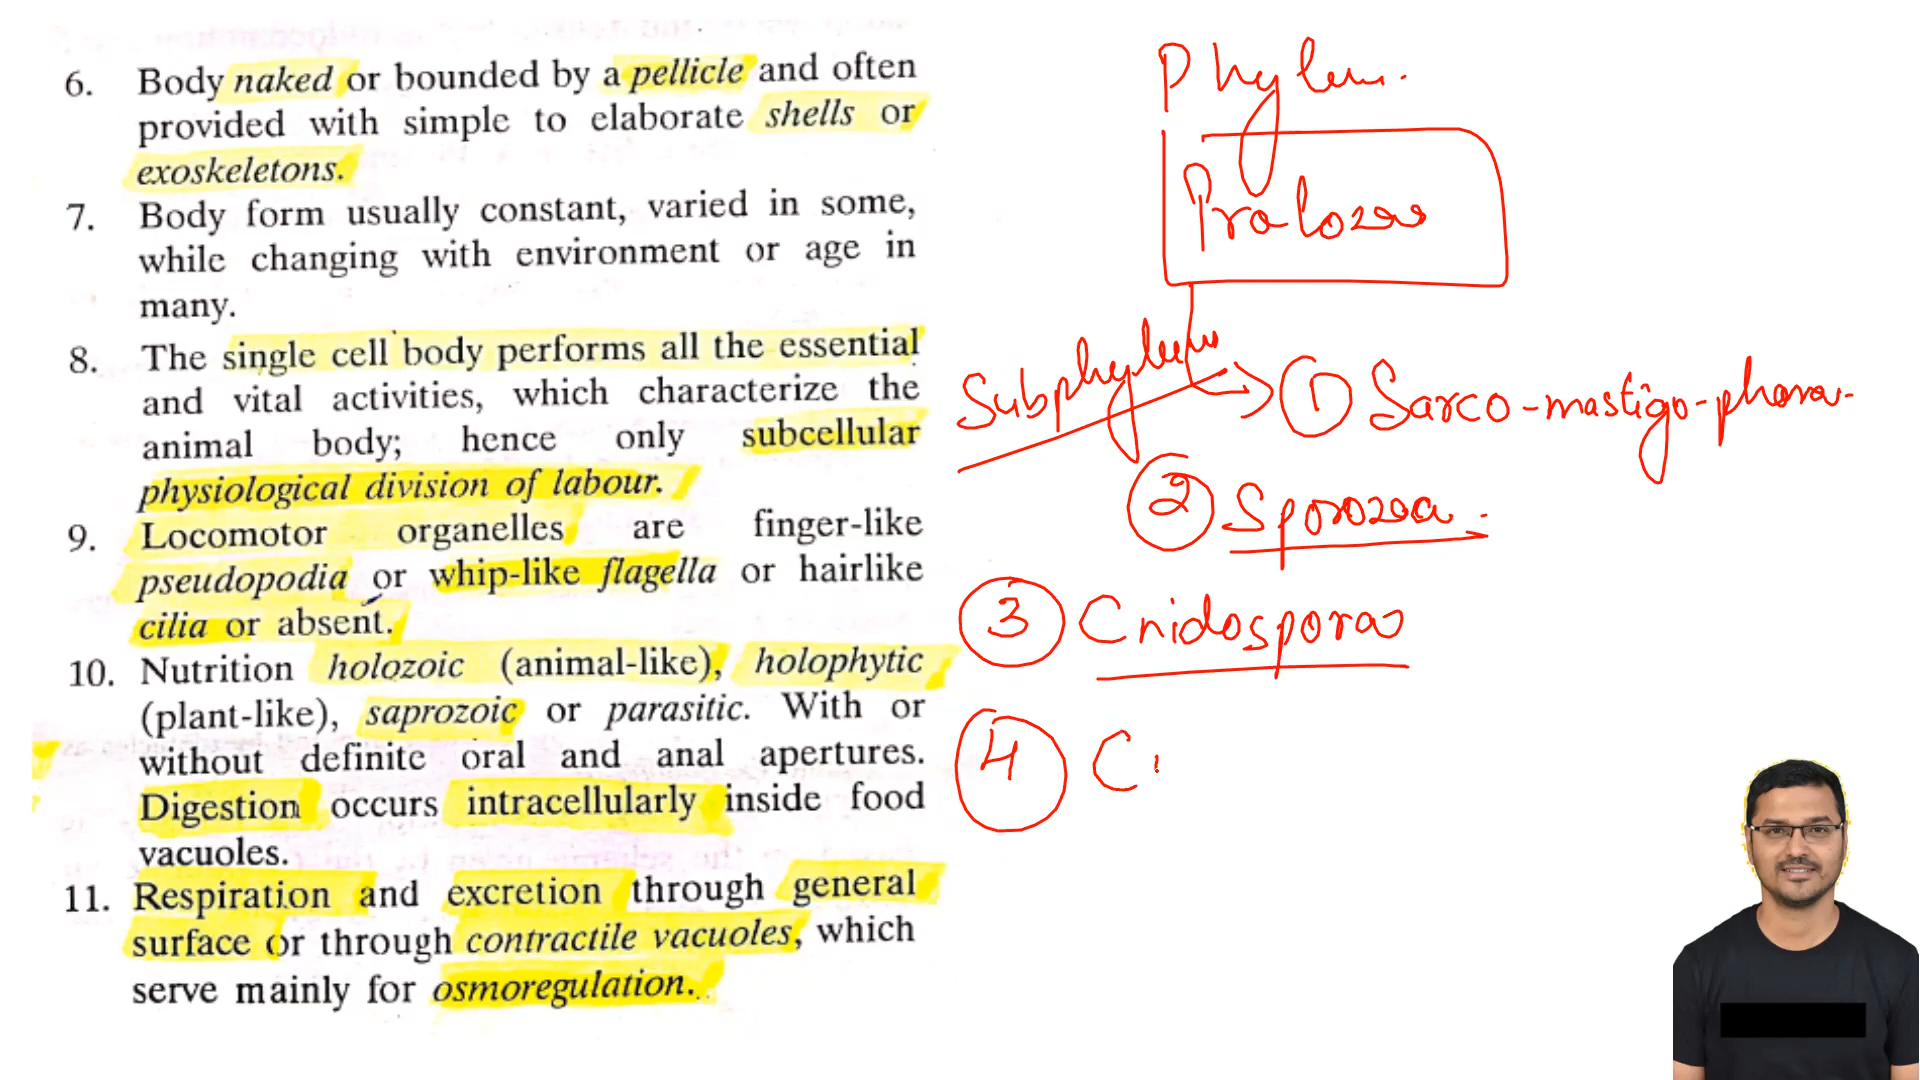 6. Body naked or bounded by a pellicle and often
provided with simple to elaborate shells or
exoskeletons.
7. Body form usually constant, varied in some,
while changing with environment or age in
many.
8. The single cell body performs all the essential
and vital activities, which characterize the
animal body; hence only subcellular
physiological division of labour.
9. Locomotor organelles are finger-like
pseudopodia or whip-like flagella or hairlike
cilia or absent.
10. Nutrition holozoic (animal-like), holophytic
(plant-like), saprozoic or parasitic. With or
without definite oral and anal apertures.
Digestion occurs intracellularly inside food
vacuoles.
11. Respiration and excretion through general
surface or through contractile vacuoles, which
serve mainly for osmoregulation.
Phylum.
Protozoa
Subphylum
1 Sarco-mastigo-phora.
2 Sporozoa.
3 Cnidospora
4 Ci